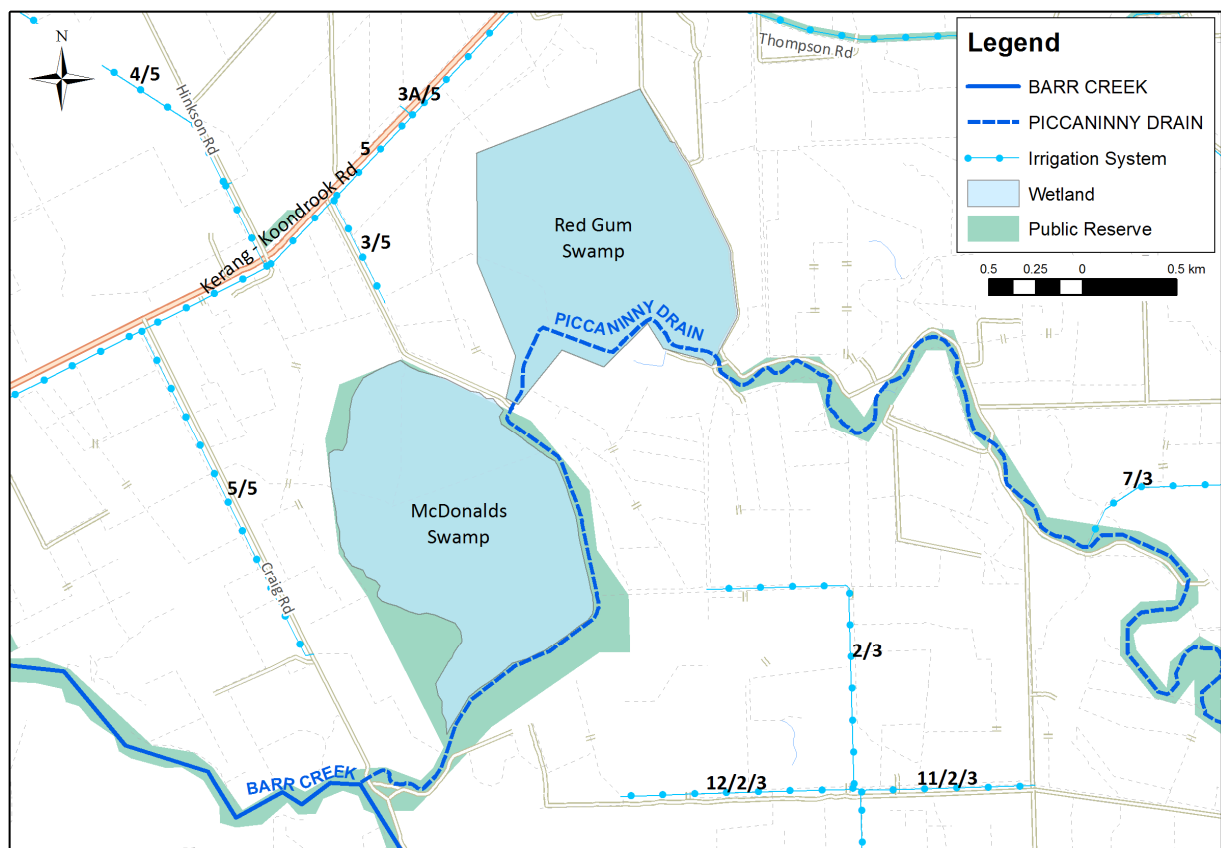 N
4/5
Hinkson Rd
3A/5
5
Kerang - Koondrook Rd
3/5
Thompson Rd
Legend
BARR CREEK
PICCANINNY DRAIN
Irrigation System
Wetland
Public Reserve
0.5 0.25 0 0.5 km
Red Gum
Swamp
PICCANINNY DRAIN
5/5
McDonalds
Swamp
7/3
Craig Rd
2/3
BARR CREEK
12/2/3
11/2/3